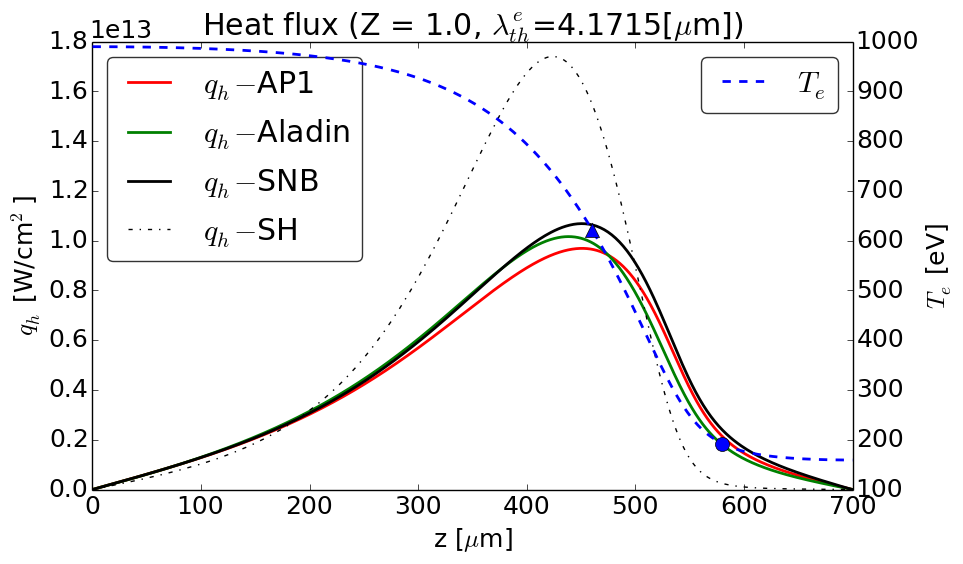 Heat flux (Z = 1.0, λ_th^e=4.1715[μm])
1e13
1.8
1.6
1.4
1.2
1.0
0.8
0.6
0.4
0.2
0.0
q_h [W/cm² ]
q_h −AP1
q_h −Aladin
q_h −SNB
q_h −SH
T_e
1000
900
800
700
600
500
400
300
200
100
T_e [eV]
0 100 200 300 400 500 600 700
z [μm]